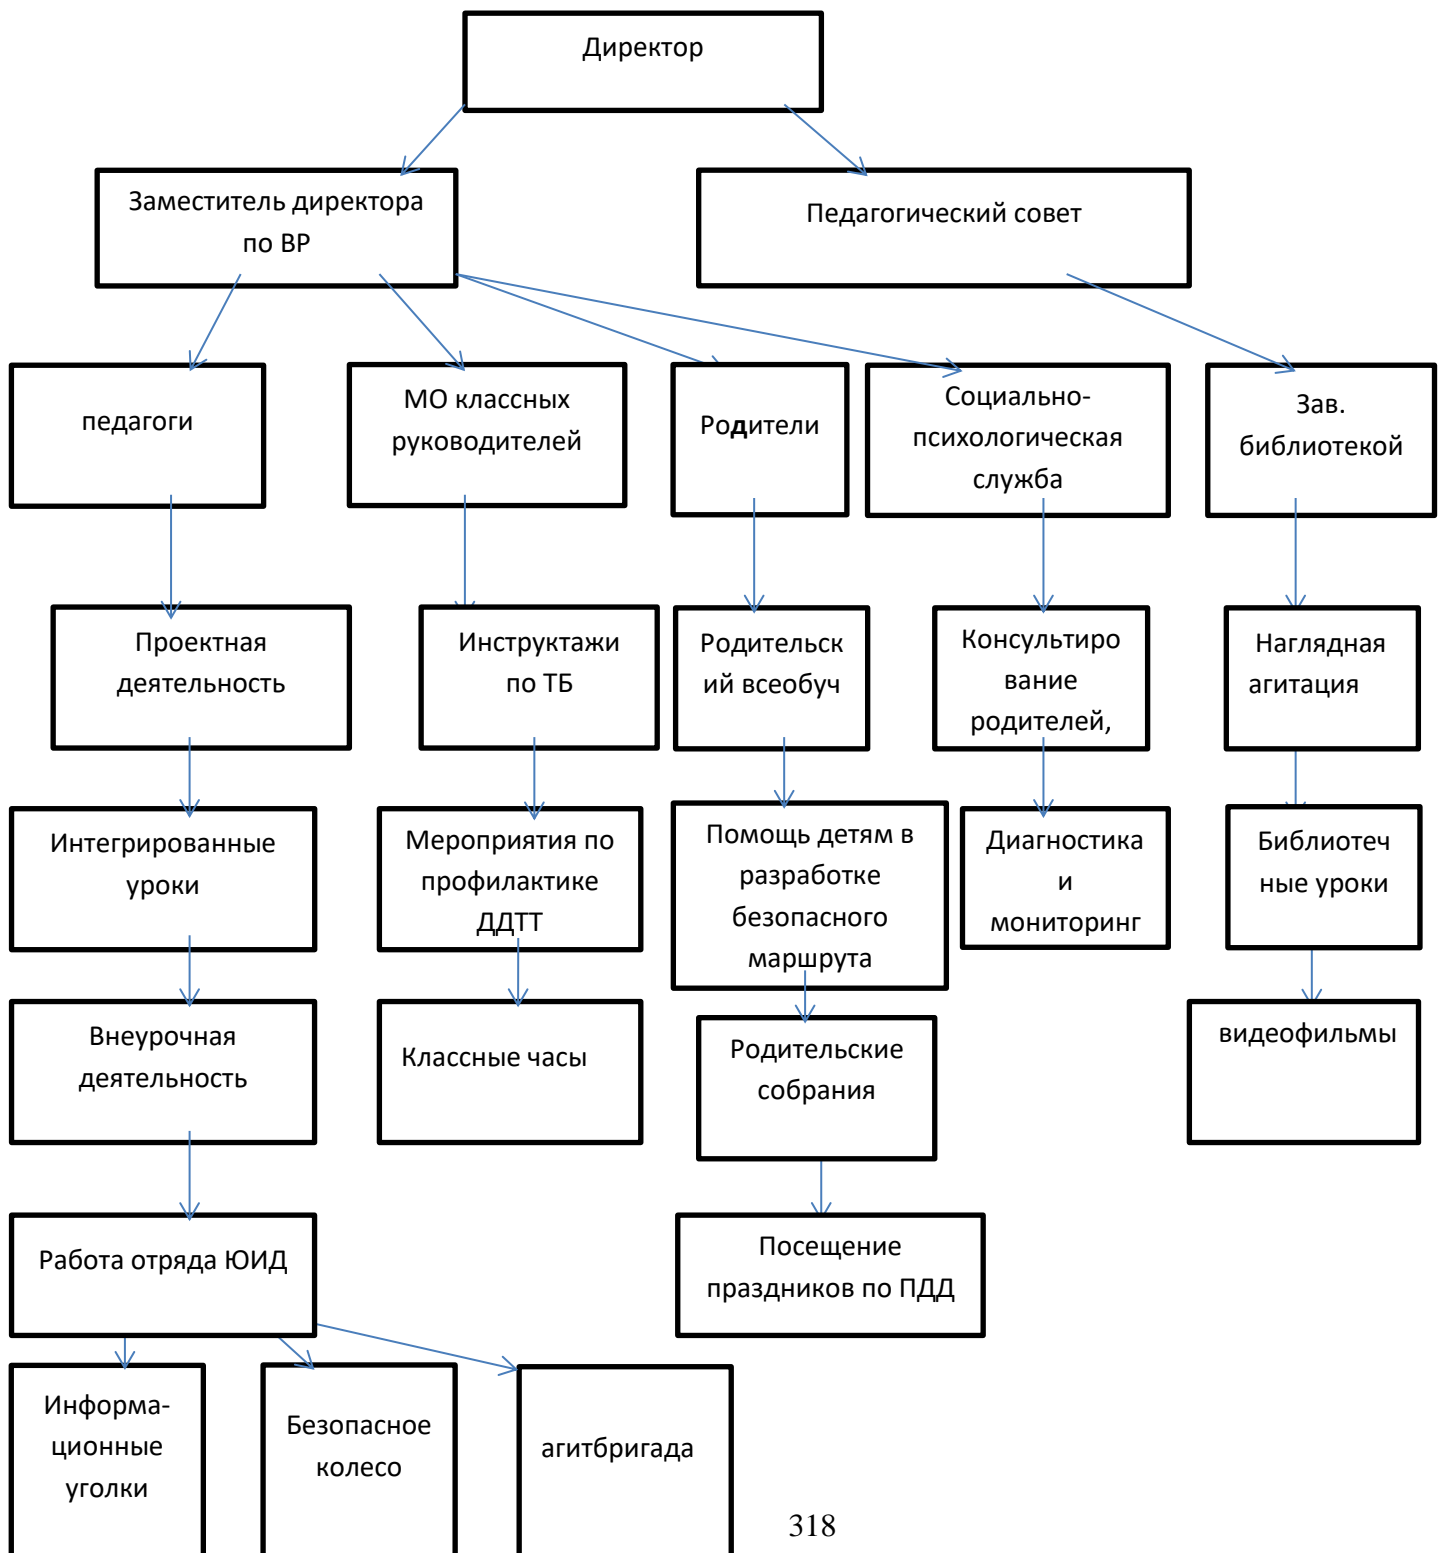 Директор
Заместитель директора
по ВР
Педагогический совет
педагоги
МО классных
руководителей
Родители
Социально-
психологическая
служба
Зав.
библиотекой
Проектная
деятельность
Инструктажи
по ТБ
Родительск
ий всеобуч
Консультиро
вание
родителей,
Наглядная
агитация
Интегрированные
уроки
Мероприятия по
профилактике
ДДТТ
Помощь детям в
разработке
безопасного
маршрута
Диагностика
и
мониторинг
Библиотеч
ные уроки
Внеурочная
деятельность
Классные часы
Родительские
собрания
видеофильмы
Работа отряда ЮИД
Посещение
праздников по ПДД
Информа-
ционные
уголки
Безопасное
колесо
агитбригада
318